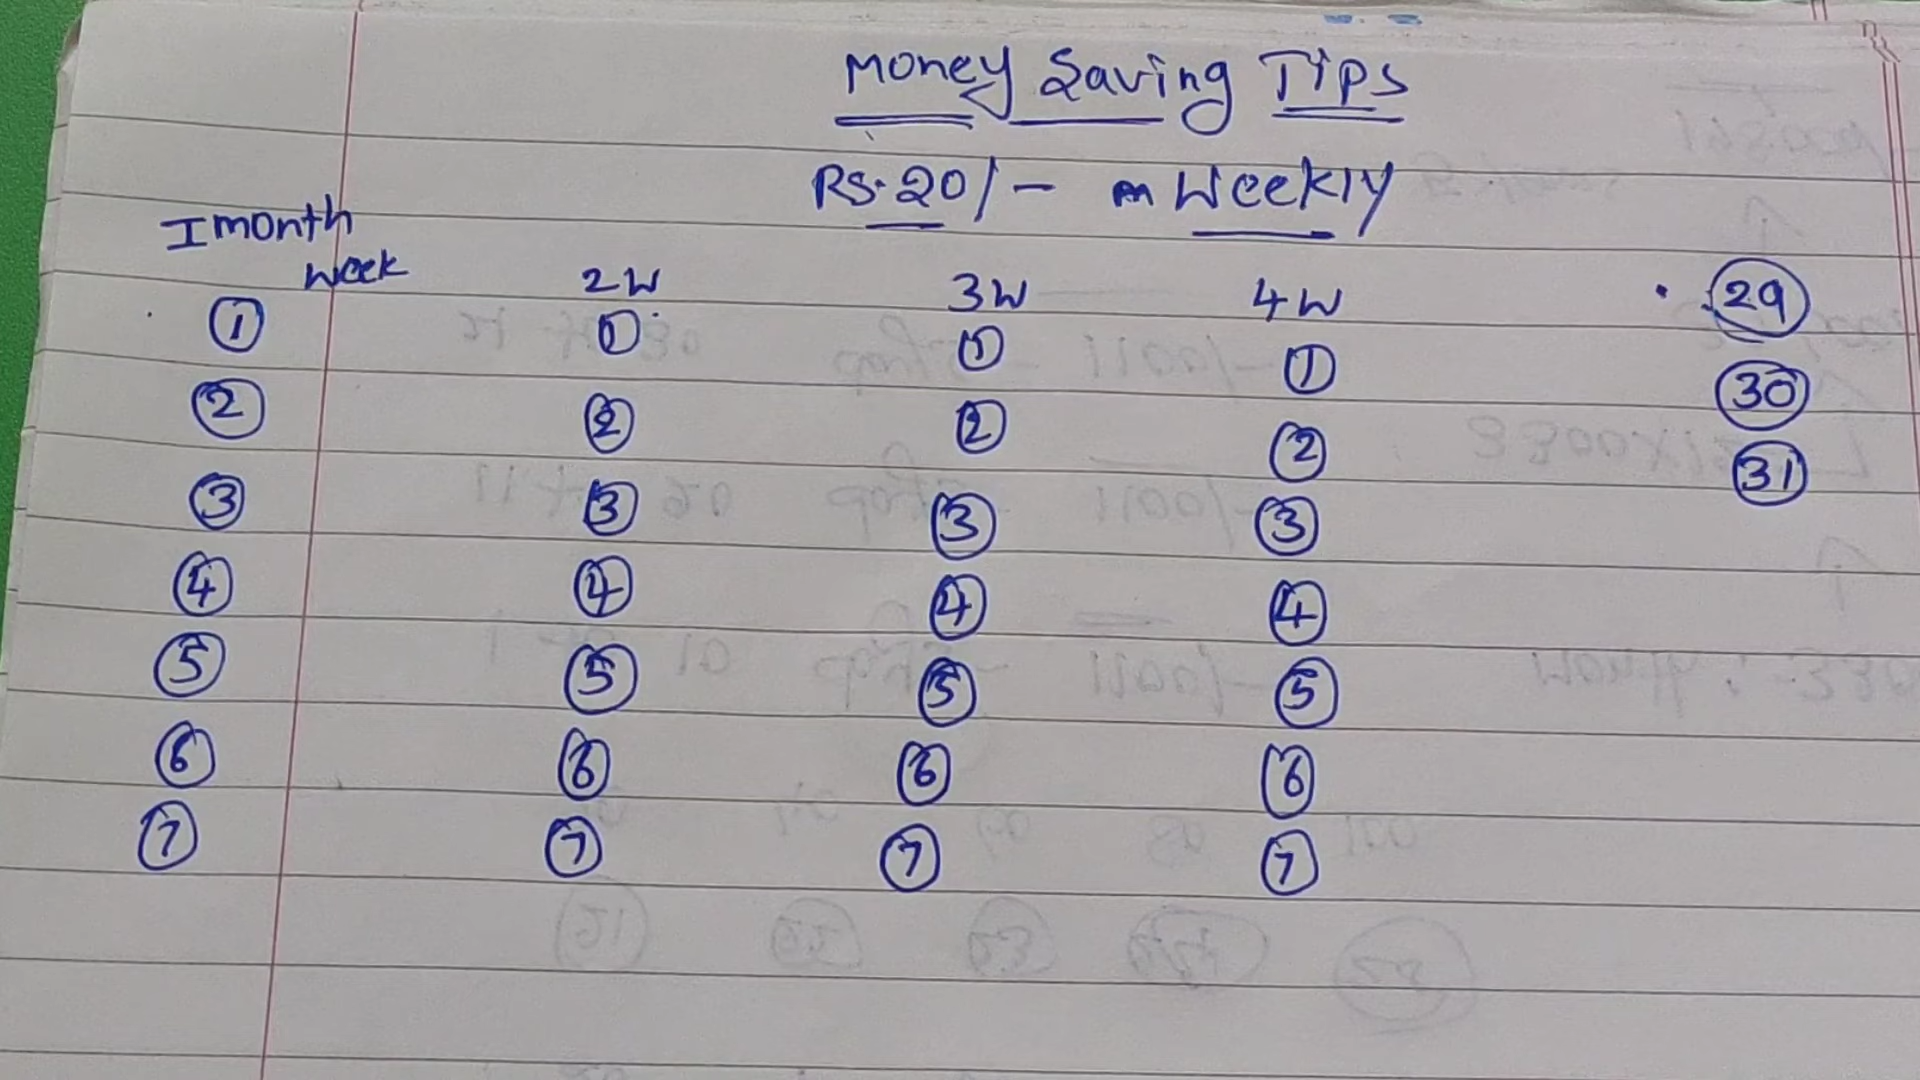 Money Saving Tips
Rs. 20/- Weekly
I month
week 2W 3W 4W 29
1 1 1 1 30
2 2 2 2 31
3 3 3 3
4 4 4 4
5 5 5 5
6 6 6 6
7 7 7 7